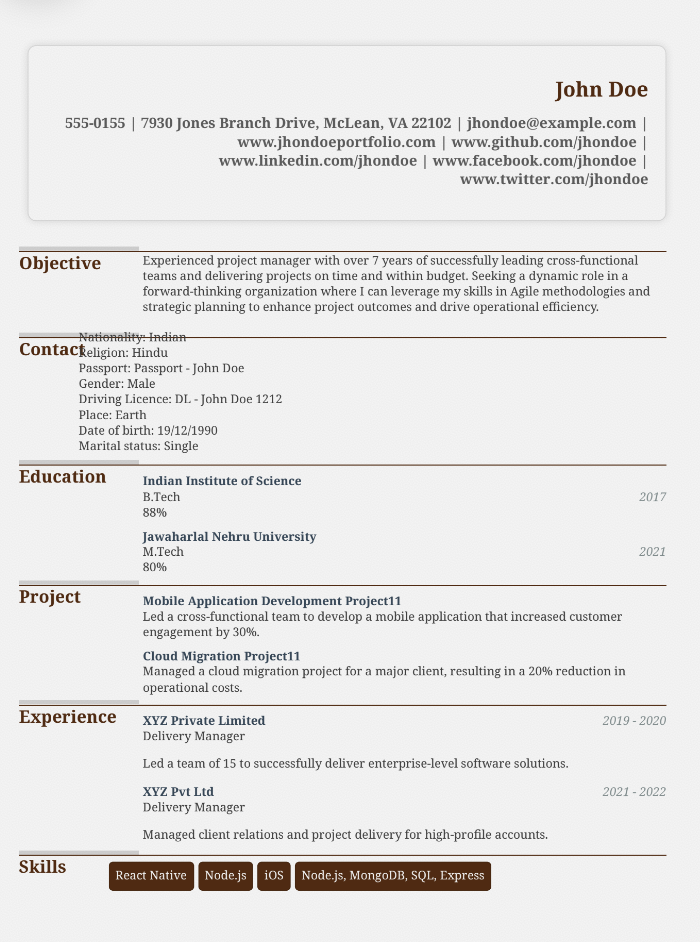 John Doe
555-0155 | 7930 Jones Branch Drive, McLean, VA 22102 | jhondoe@example.com |
www.jhondoeportfolio.com | www.github.com/jhondoe |
www.linkedin.com/jhondoe | www.facebook.com/jhondoe |
www.twitter.com/jhondoe
Objective
Experienced project manager with over 7 years of successfully leading cross-functional
teams and delivering projects on time and within budget. Seeking a dynamic role in a
forward-thinking organization where I can leverage my skills in Agile methodologies and
strategic planning to enhance project outcomes and drive operational efficiency.
Contact
Nationality: Indian
Religion: Hindu
Passport: Passport - John Doe
Gender: Male
Driving Licence: DL - John Doe 1212
Place: Earth
Date of birth: 19/12/1990
Marital status: Single
Education
Indian Institute of Science
B.Tech 2017
88%
Jawaharlal Nehru University
M.Tech 2021
80%
Project
Mobile Application Development Project11
Led a cross-functional team to develop a mobile application that increased customer
engagement by 30%.
Cloud Migration Project11
Managed a cloud migration project for a major client, resulting in a 20% reduction in
operational costs.
Experience
XYZ Private Limited 2019 - 2020
Delivery Manager
Led a team of 15 to successfully deliver enterprise-level software solutions.
XYZ Pvt Ltd 2021 - 2022
Delivery Manager
Managed client relations and project delivery for high-profile accounts.
Skills
React Native Node.js iOS Node.js, MongoDB, SQL, Express